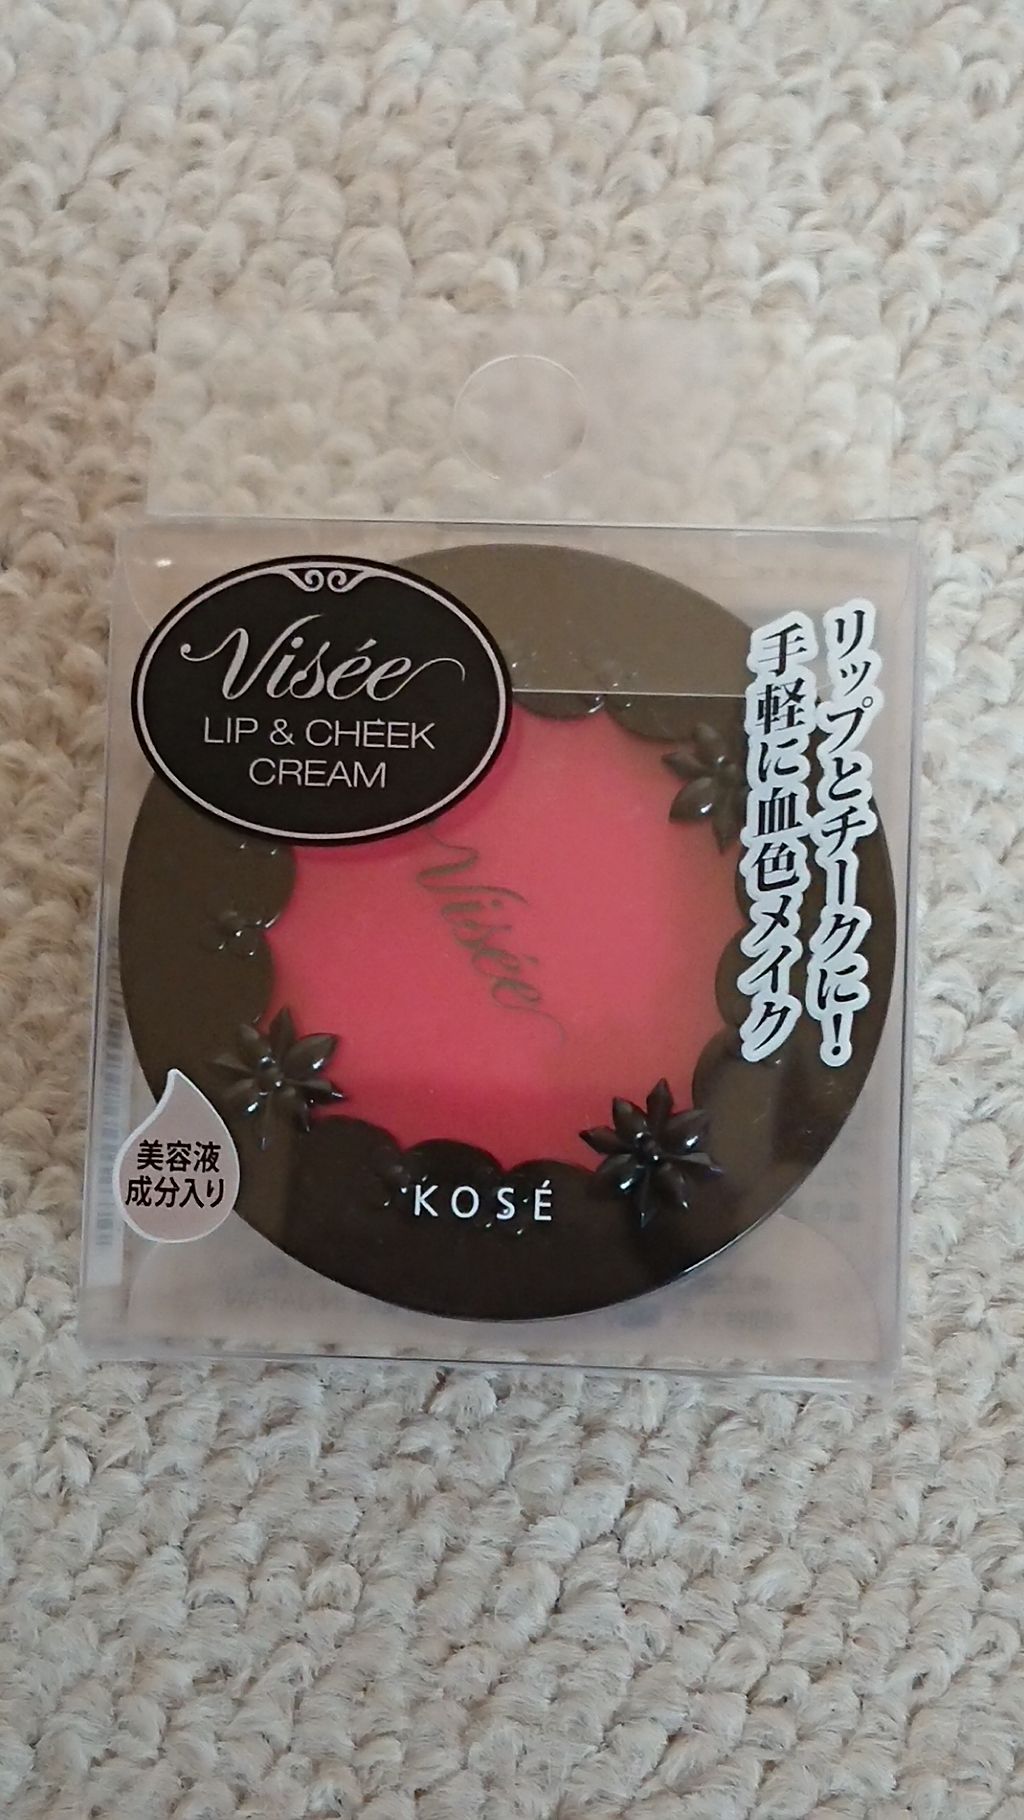 Visée
LIP & CHEEK
CREAM
リップとチークに!
手軽に血色メイク
Visée
美容液
成分入り
KOSÉ